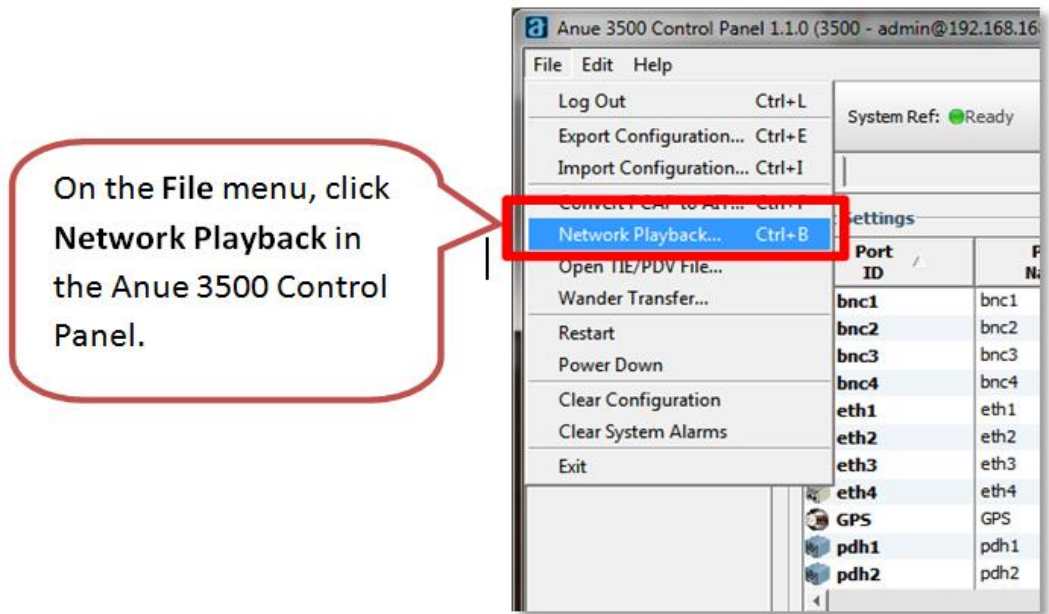 On the File menu, click
Network Playback in
the Anue 3500 Control
Panel.
Anue 3500 Control Panel 1.1.0 (3500 - admin@192.168.16
File Edit Help
Log Out Ctrl+L
Export Configuration... Ctrl+E
Import Configuration... Ctrl+I
Network Playback... Ctrl+B
Open TIE/PDV File...
Wander Transfer...
Restart
Power Down
Clear Configuration
Clear System Alarms
Exit
System Ref: Ready
Settings
Port
ID
bnc1 bnc1
bnc2 bnc2
bnc3 bnc3
bnc4 bnc4
eth1 eth1
eth2 eth2
eth3 eth3
eth4 eth4
GPS GPS
pdh1 pdh1
pdh2 pdh2